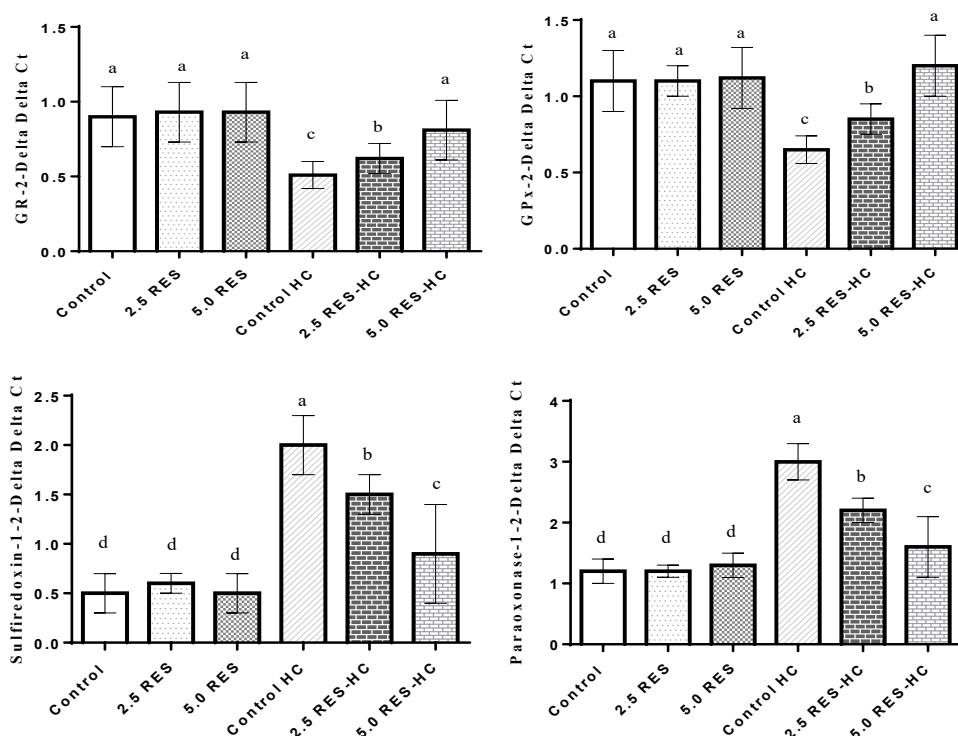 GR-2-Delta Delta Ct
1.5
1.0
0.5
0.0
a
a
a
c
b
a
Control
2.5 RES
5.0 RES
Control HC
2.5 RES-HC
5.0 RES-HC
GPx-2-Delta Delta Ct
1.5
1.0
0.5
0.0
a
a
a
c
b
a
Control
2.5 RES
5.0 RES
Control HC
2.5 RES-HC
5.0 RES-HC
Sulfiredoxin-1-2-Delta Delta Ct
2.5
2.0
1.5
1.0
0.5
0.0
d
d
d
a
b
c
Control
2.5 RES
5.0 RES
Control HC
2.5 RES-HC
5.0 RES-HC
Paraoxonase-1-2-Delta Delta Ct
4
3
2
1
0
d
d
d
a
b
c
Control
2.5 RES
5.0 RES
Control HC
2.5 RES-HC
5.0 RES-HC